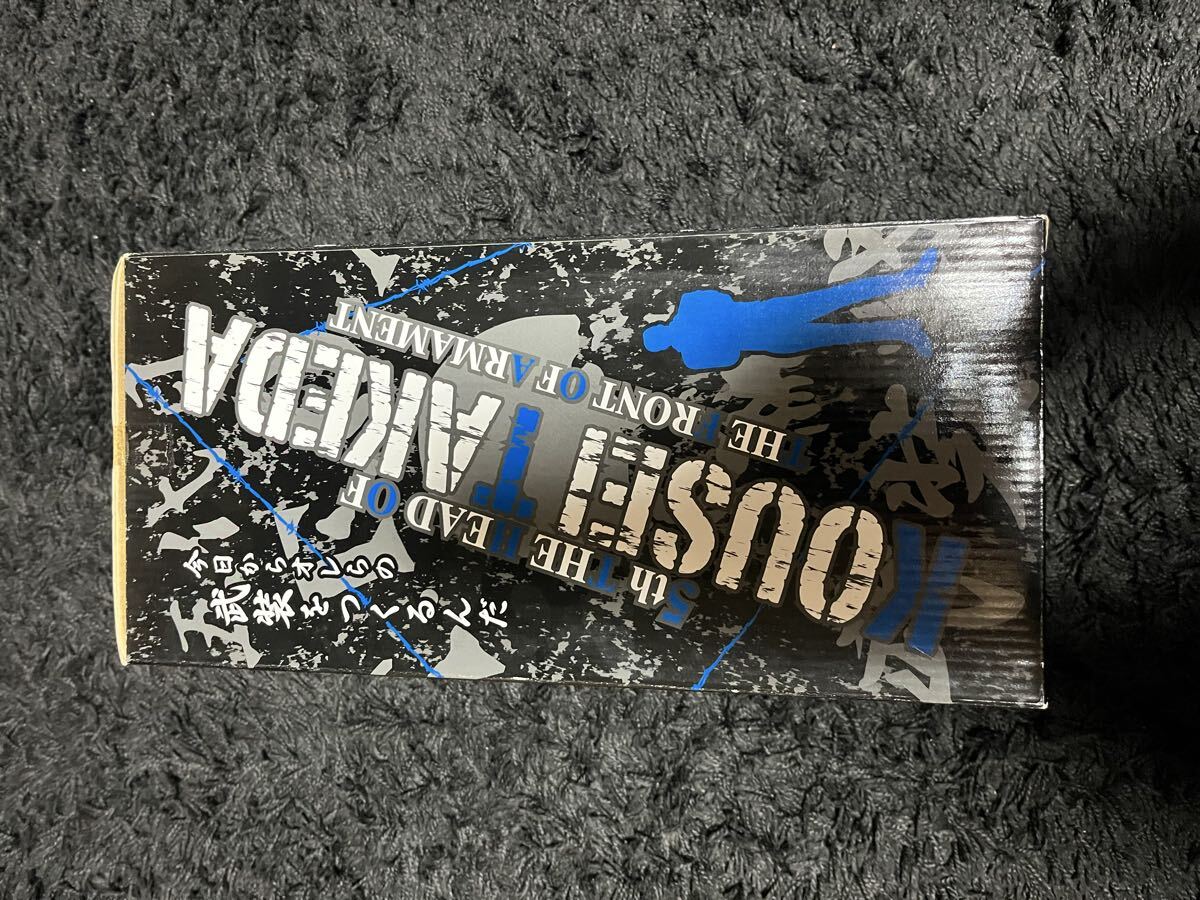 KOUSEI
TAKEDA
5th THE HEAD OF
THE FRONT OF ARMAMENT
今日からオレらの
武装をつくるんだ